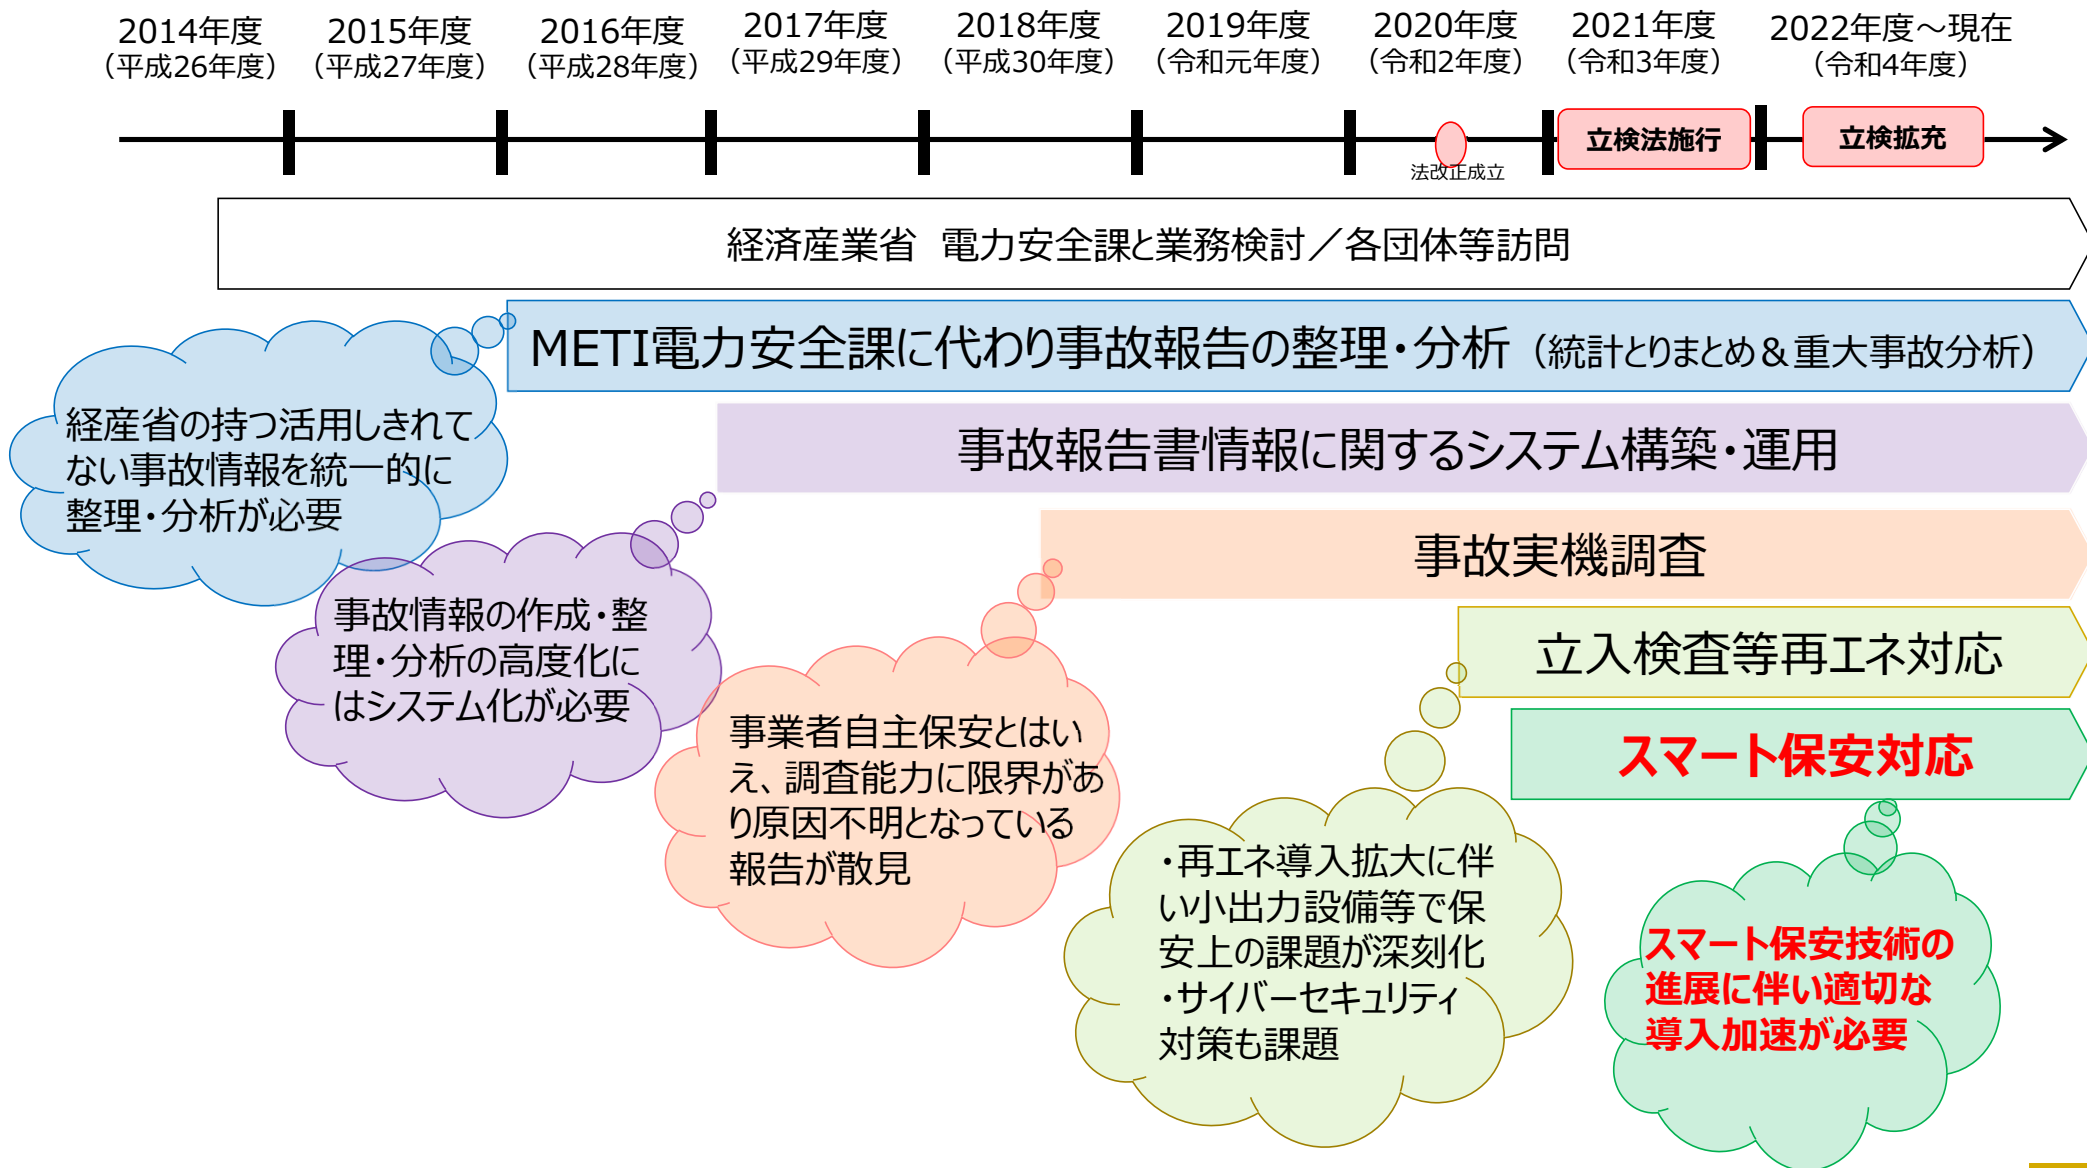 2014年度
（平成26年度）
2015年度
（平成27年度）
2016年度
（平成28年度）
2017年度
（平成29年度）
2018年度
（平成30年度）
2019年度
（令和元年度）
2020年度
（令和2年度）
2021年度
（令和3年度）
2022年度～現在
（令和4年度）
法改正成立
立検法施行
立検拡充
経済産業省　電力安全課と業務検討／各団体等訪問
METI電力安全課に代わり事故報告の整理・分析（統計とりまとめ＆重大事故分析）
経産省の持つ活用しきれて
ない事故情報を統一的に
整理・分析が必要
事故報告書情報に関するシステム構築・運用
事故情報の作成・整
理・分析の高度化に
はシステム化が必要
事故実機調査
事業者自主保安とはい
え、調査能力に限界があ
り原因不明となっている
報告が散見
立入検査等再エネ対応
・再エネ導入拡大に伴
い小出力設備等で保
安上の課題が深刻化
・サイバーセキュリティ
対策も課題
スマート保安対応
スマート保安技術の
進展に伴い適切な
導入加速が必要